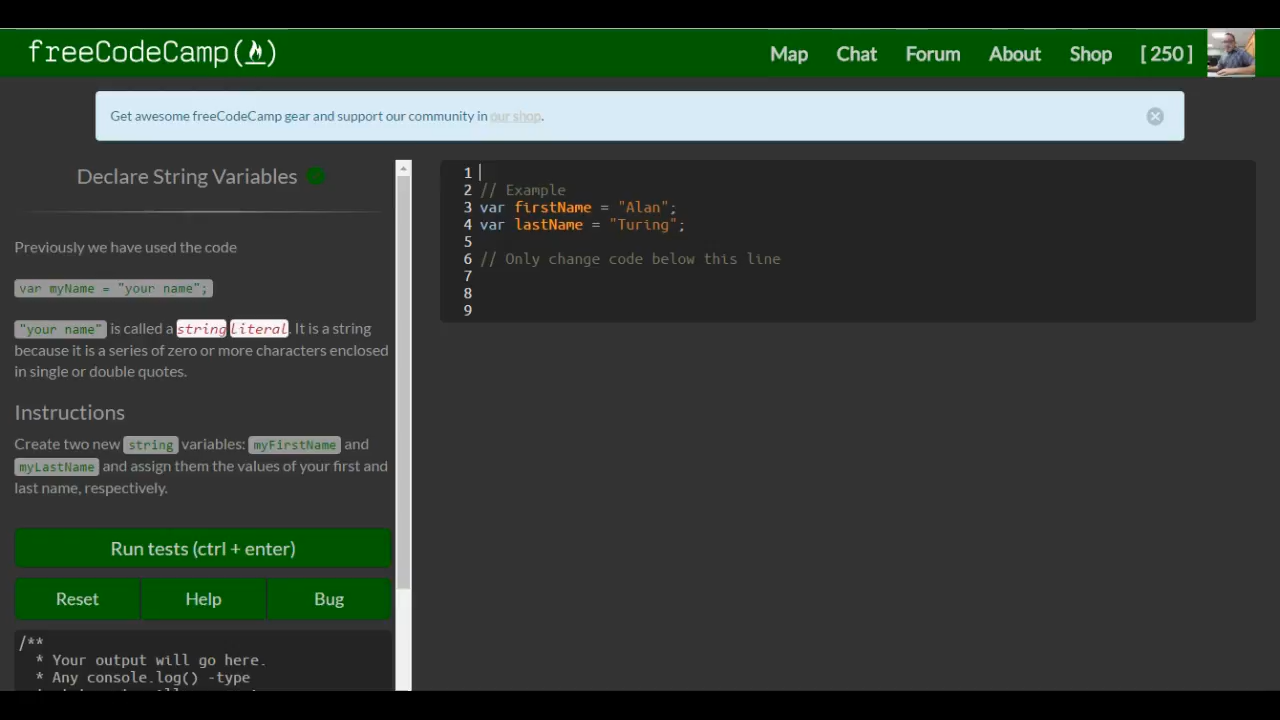 freeCodeCamp(🔥)
Map Chat Forum About Shop [ 250 ]
Get awesome freeCodeCamp gear and support our community in our shop.
Declare String Variables
Previously we have used the code
var myName = "your name";
"your name" is called a string literal. It is a string
because it is a series of zero or more characters enclosed
in single or double quotes.
Instructions
Create two new string variables: myFirstName and
myLastName and assign them the values of your first and
last name, respectively.
Run tests (ctrl + enter)
Reset Help Bug
/**
* Your output will go here.
* Any console.log() -type
1
2 // Example
3 var firstName = "Alan";
4 var lastName = "Turing";
5
6 // Only change code below this line
7
8
9